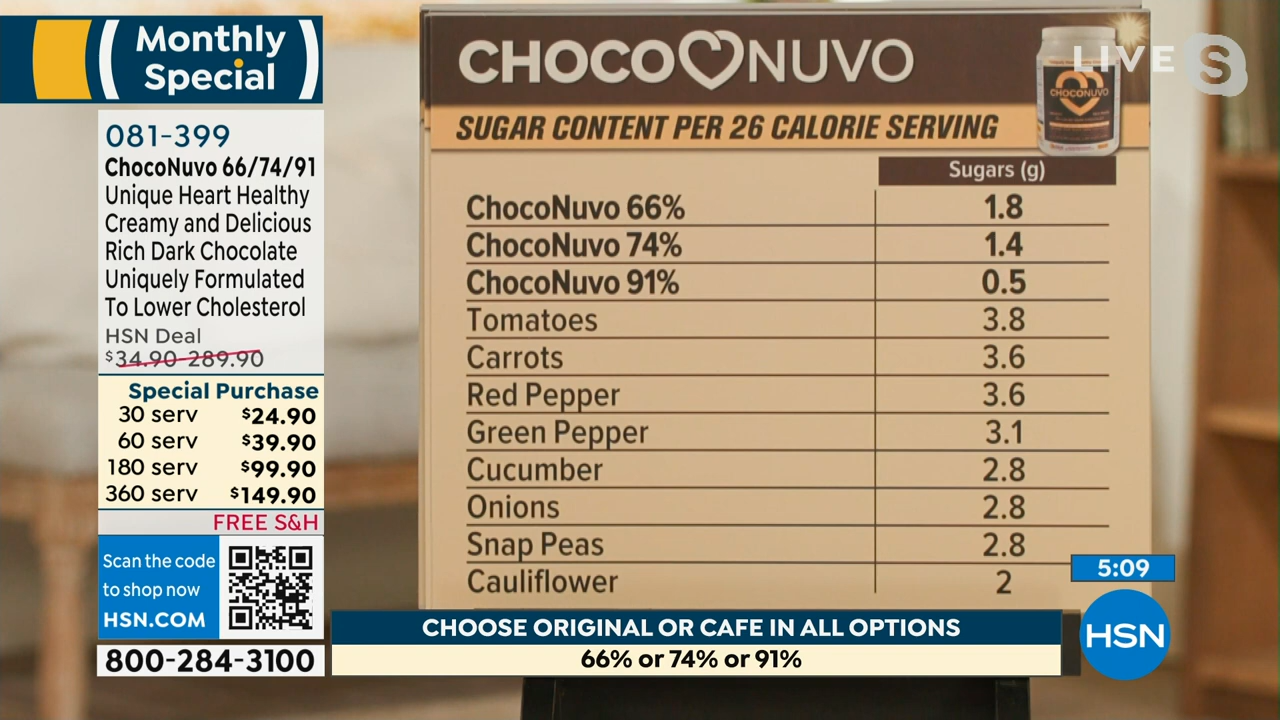 Monthly
Special
081-399
ChocoNuvo 66/74/91
Unique Heart Healthy
Creamy and Delicious
Rich Dark Chocolate
Uniquely Formulated
To Lower Cholesterol
HSN Deal
$34.90-289.90
Special Purchase
30 serv $24.90
60 serv $39.90
180 serv $99.90
360 serv $149.90
FREE S&H
Scan the code
to shop now
HSN.COM
800-284-3100
CHOCO NUVO
LIVE S
CHOCONUVO
SUGAR CONTENT PER 26 CALORIE SERVING
Sugars (g)
ChocoNuvo 66% 1.8
ChocoNuvo 74% 1.4
ChocoNuvo 91% 0.5
Tomatoes 3.8
Carrots 3.6
Red Pepper 3.6
Green Pepper 3.1
Cucumber 2.8
Onions 2.8
Snap Peas 2.8
Cauliflower 2
5:09
CHOOSE ORIGINAL OR CAFE IN ALL OPTIONS
66% or 74% or 91%
HSN